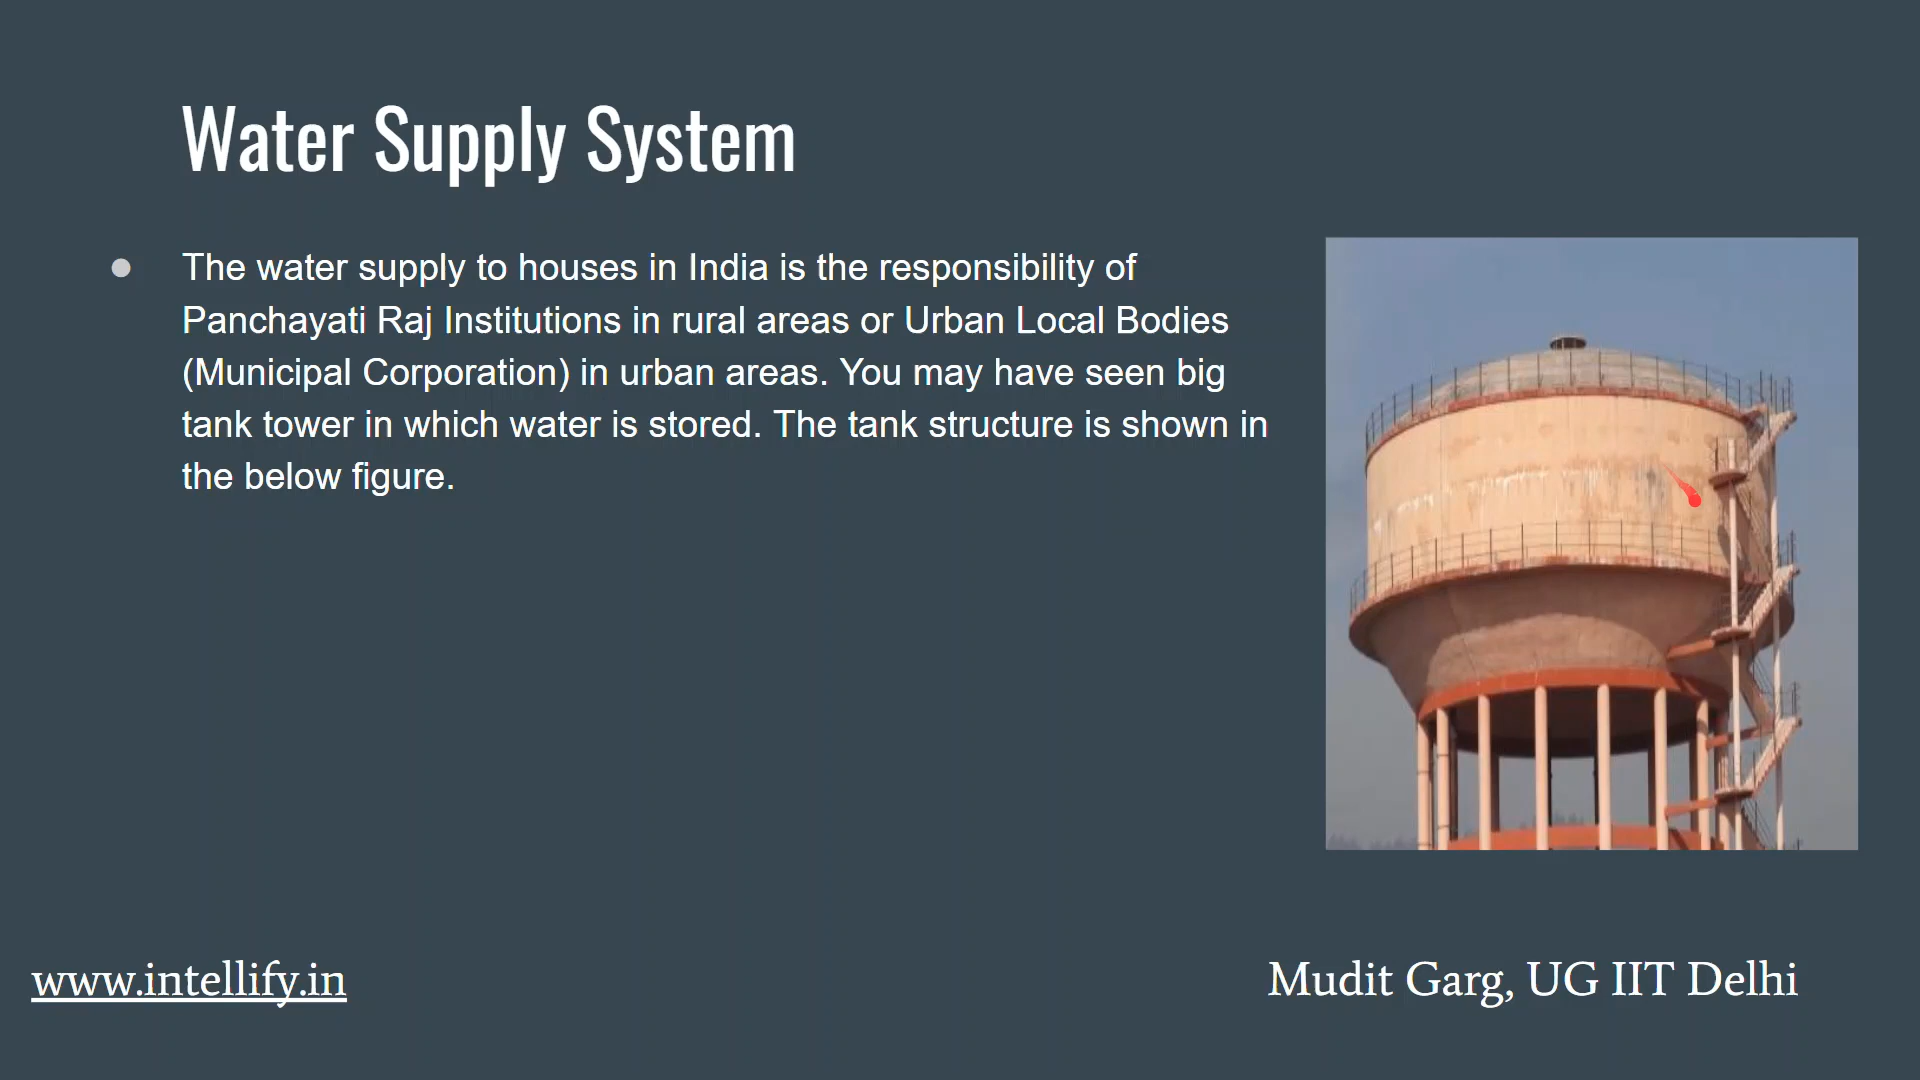 Water Supply System
The water supply to houses in India is the responsibility of
Panchayati Raj Institutions in rural areas or Urban Local Bodies
(Municipal Corporation) in urban areas. You may have seen big
tank tower in which water is stored. The tank structure is shown in
the below figure.
www.intellify.in
Mudit Garg, UG IIT Delhi